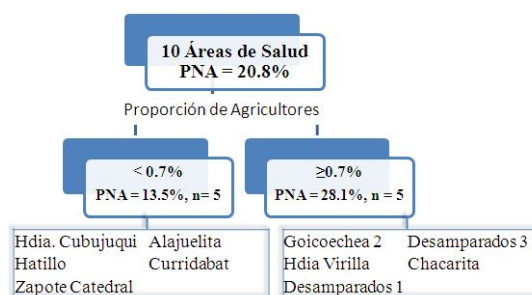 10 Áreas de Salud
PNA = 20.8%
Proporción de Agricultores
< 0.7%
PNA = 13.5%, n= 5
≥0.7%
PNA = 28.1%, n = 5
Hdia. Cubujuqui Alajuelita
Hatillo Curridabat
Zapote Catedral
Goicoechea 2 Desamparados 3
Hdia Virilla Chacarita
Desamparados 1